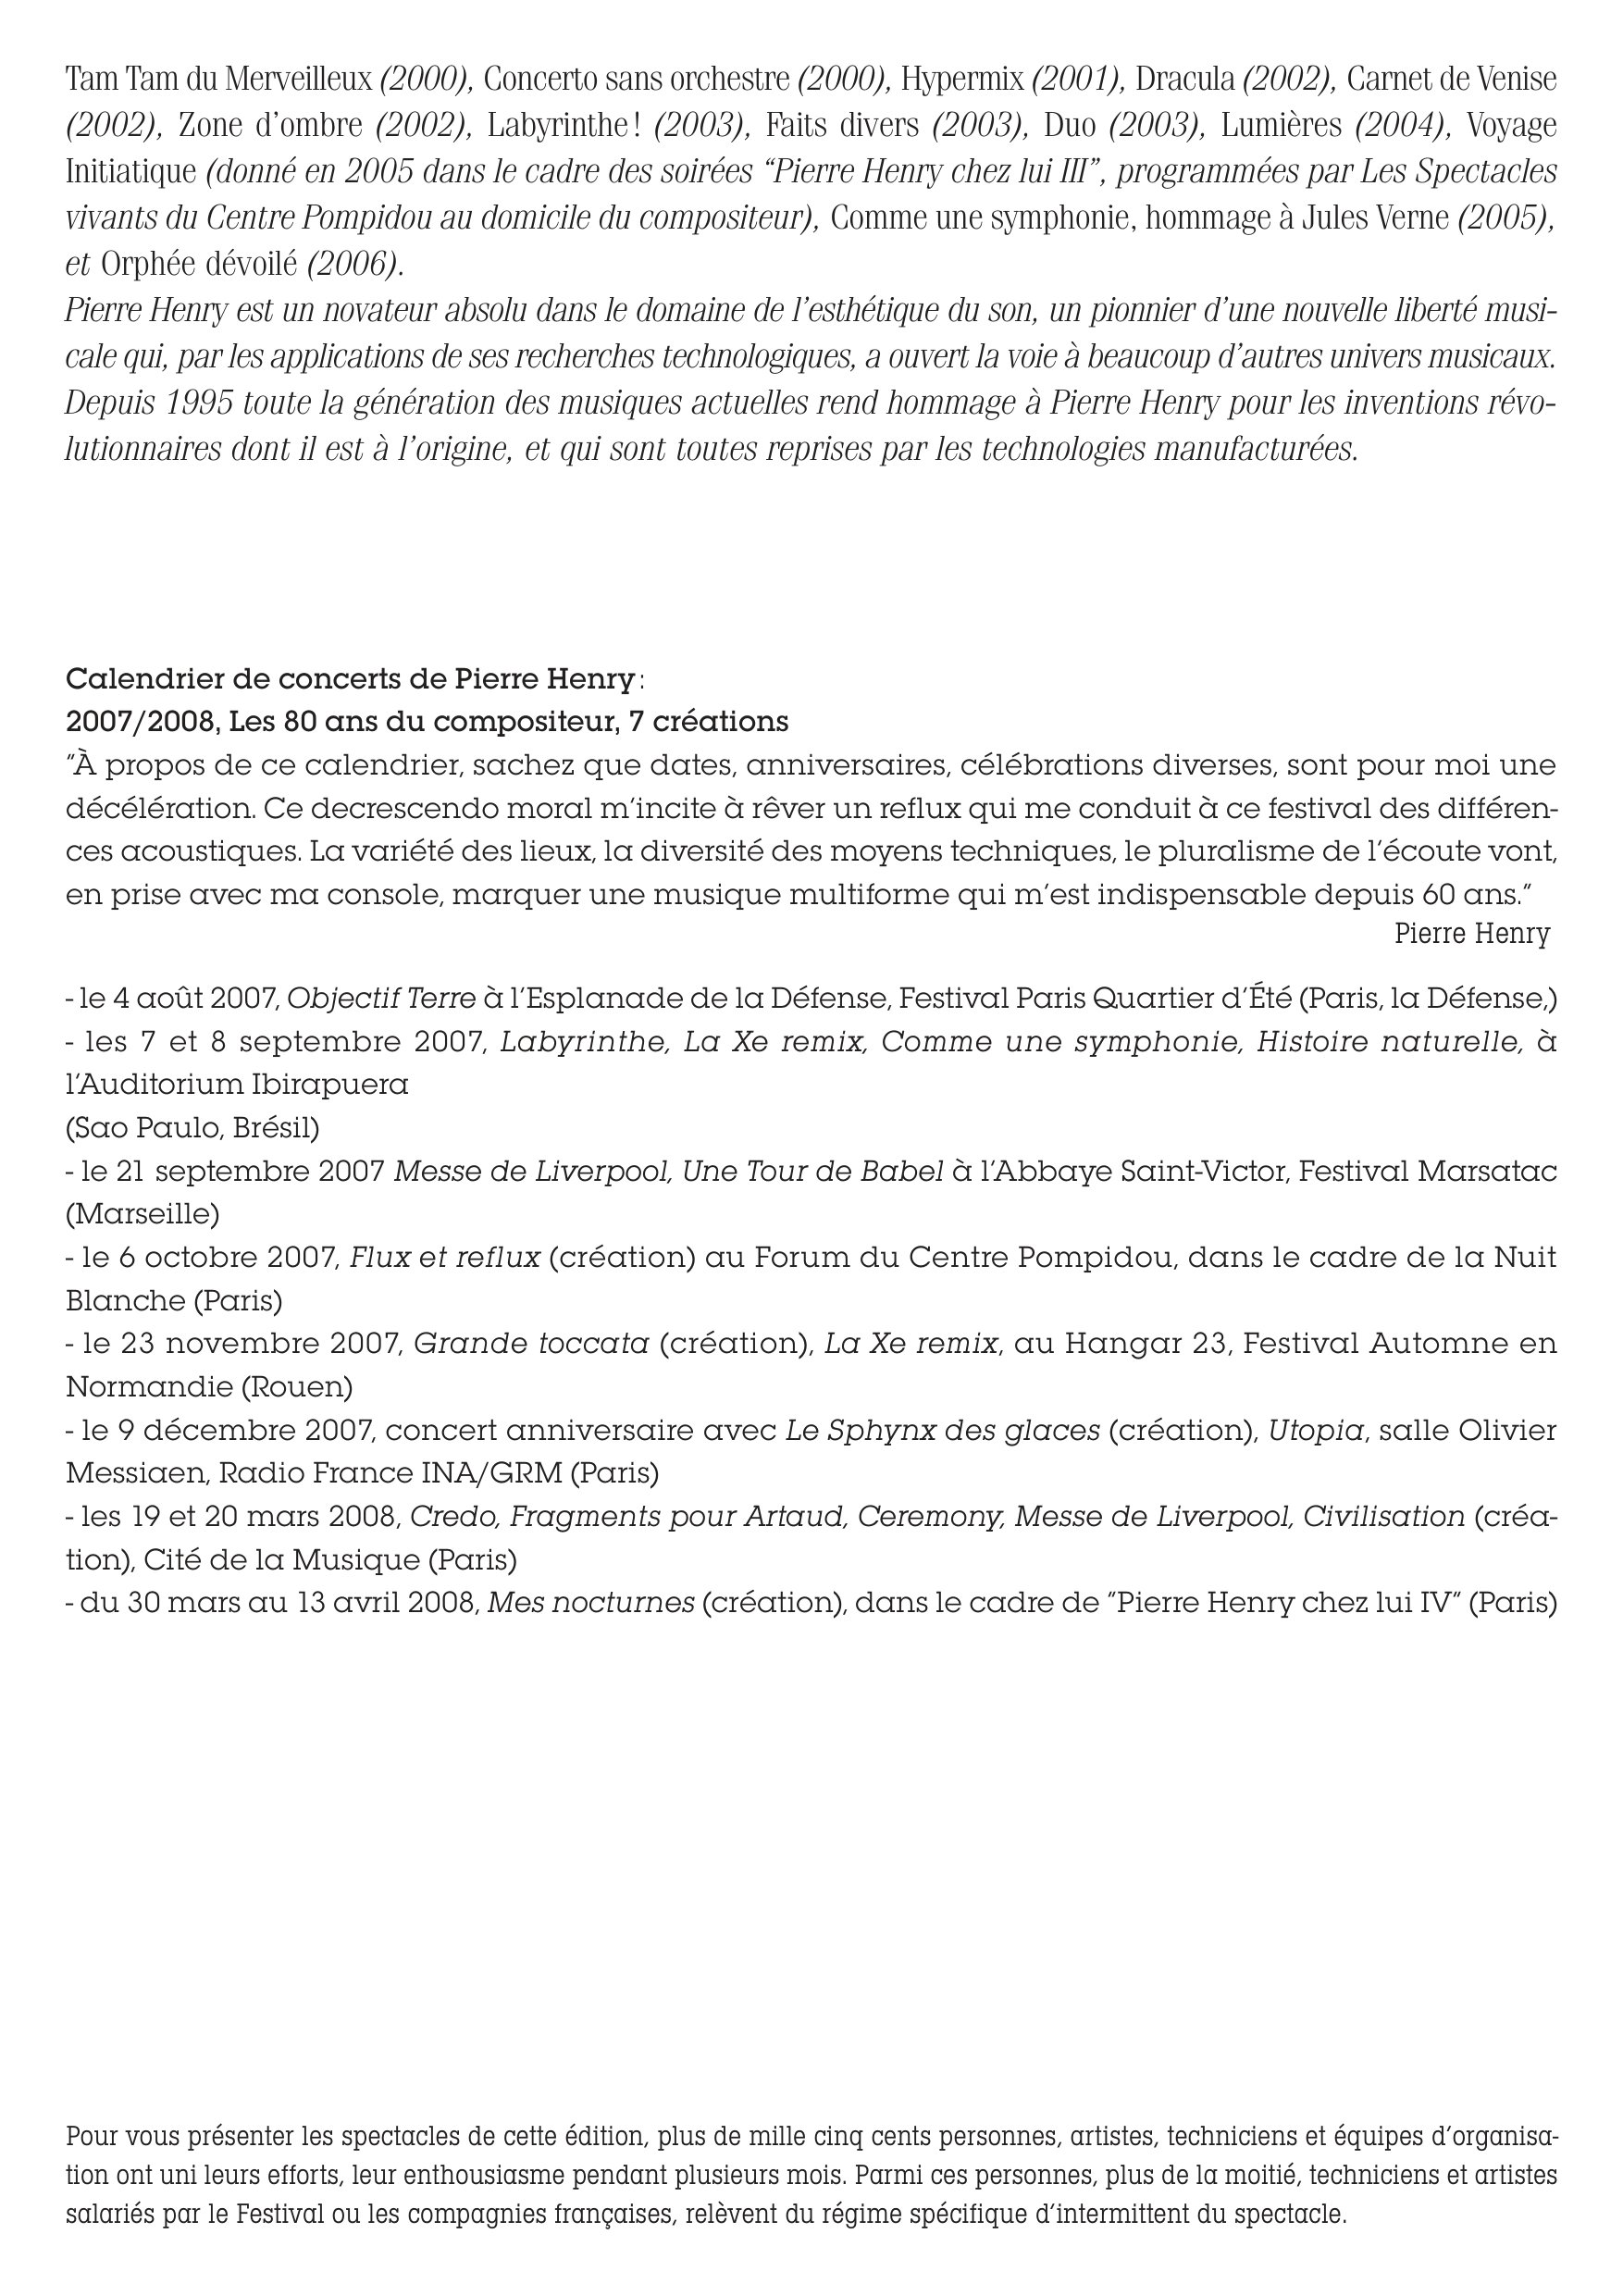 Tam Tam du Merveilleux (2000), Concerto sans orchestre (2000), Hypermix (2001), Dracula (2002), Carnet de Venise
(2002), Zone d’ombre (2002), Labyrinthe ! (2003), Faits divers (2003), Duo (2003), Lumières (2004), Voyage
Initiatique (donné en 2005 dans le cadre des soirées “Pierre Henry chez lui III”, programmées par Les Spectacles
vivants du Centre Pompidou au domicile du compositeur), Comme une symphonie, hommage à Jules Verne (2005),
et Orphée dévoilé (2006).
Pierre Henry est un novateur absolu dans le domaine de l’esthétique du son, un pionnier d’une nouvelle liberté musi-
cale qui, par les applications de ses recherches technologiques, a ouvert la voie à beaucoup d’autres univers musicaux.
Depuis 1995 toute la génération des musiques actuelles rend hommage à Pierre Henry pour les inventions révo-
lutionnaires dont il est à l’origine, et qui sont toutes reprises par les technologies manufacturées.
Calendrier de concerts de Pierre Henry :
2007/2008, Les 80 ans du compositeur, 7 créations
“À propos de ce calendrier, sachez que dates, anniversaires, célébrations diverses, sont pour moi une
décélération. Ce decrescendo moral m’incite à rêver un reflux qui me conduit à ce festival des différen-
ces acoustiques. La variété des lieux, la diversité des moyens techniques, le pluralisme de l’écoute vont,
en prise avec ma console, marquer une musique multiforme qui m’est indispensable depuis 60 ans.”
Pierre Henry
- le 4 août 2007, Objectif Terre à l’Esplanade de la Défense, Festival Paris Quartier d’Été (Paris, la Défense,)
- les 7 et 8 septembre 2007, Labyrinthe, La Xe remix, Comme une symphonie, Histoire naturelle, à
l’Auditorium Ibirapuera
(Sao Paulo, Brésil)
- le 21 septembre 2007 Messe de Liverpool, Une Tour de Babel à l’Abbaye Saint-Victor, Festival Marsatac
(Marseille)
- le 6 octobre 2007, Flux et reflux (création) au Forum du Centre Pompidou, dans le cadre de la Nuit
Blanche (Paris)
- le 23 novembre 2007, Grande toccata (création), La Xe remix, au Hangar 23, Festival Automne en
Normandie (Rouen)
- le 9 décembre 2007, concert anniversaire avec Le Sphynx des glaces (création), Utopia, salle Olivier
Messiaen, Radio France INA/GRM (Paris)
- les 19 et 20 mars 2008, Credo, Fragments pour Artaud, Ceremony, Messe de Liverpool, Civilisation (créa-
tion), Cité de la Musique (Paris)
- du 30 mars au 13 avril 2008, Mes nocturnes (création), dans le cadre de “Pierre Henry chez lui IV” (Paris)
Pour vous présenter les spectacles de cette édition, plus de mille cinq cents personnes, artistes, techniciens et équipes d’organisa-
tion ont uni leurs efforts, leur enthousiasme pendant plusieurs mois. Parmi ces personnes, plus de la moitié, techniciens et artistes
salariés par le Festival ou les compagnies françaises, relèvent du régime spécifique d’intermittent du spectacle.